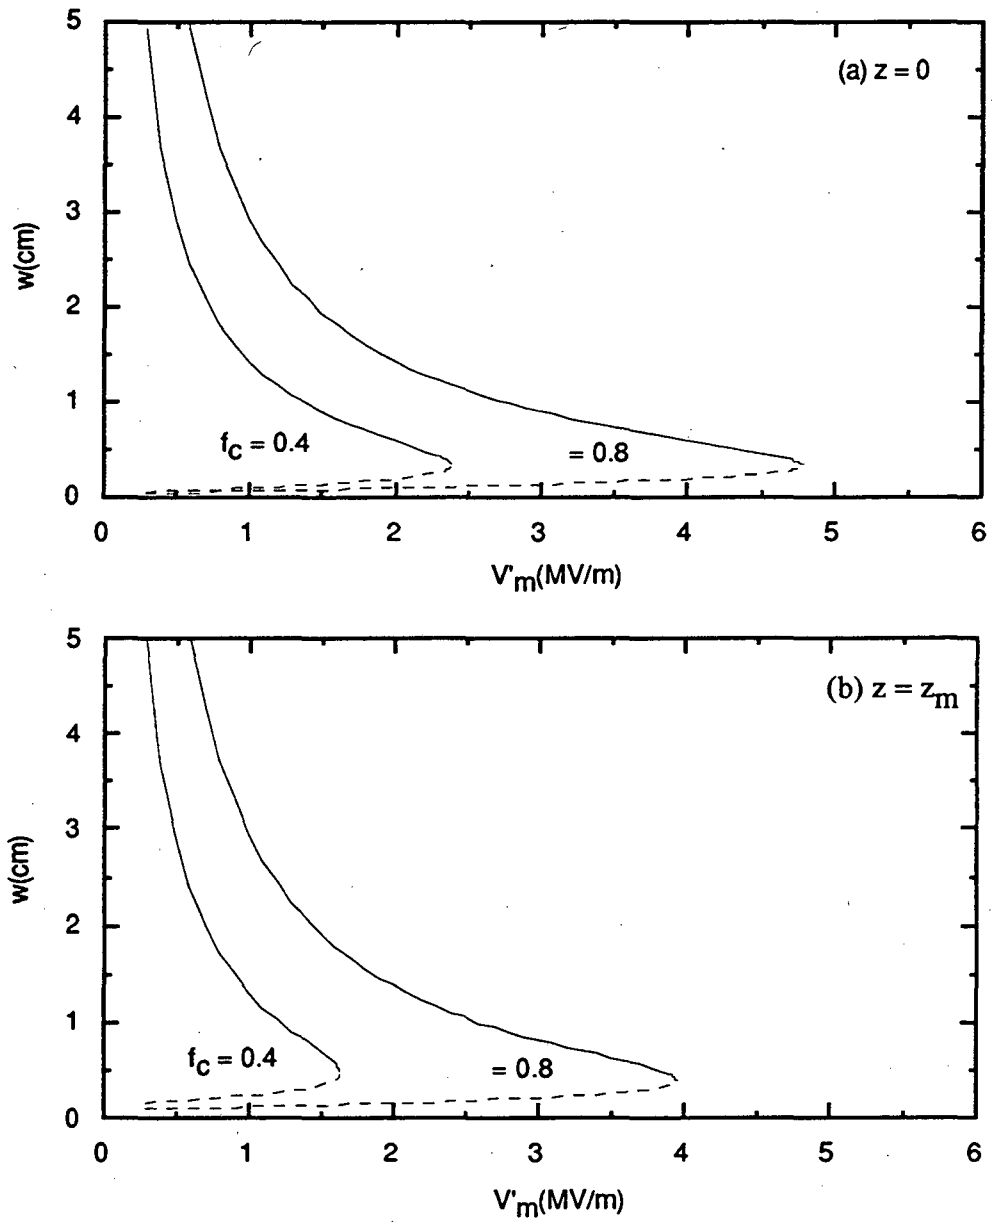 5
(a) z = 0
4
3
w(cm)
2
1
f_c = 0.4
= 0.8
0
0 1 2 3 4 5 6
V'_m(MV/m)
5
(b) z = z_m
4
3
w(cm)
2
1
f_c = 0.4
= 0.8
0
0 1 2 3 4 5 6
V'_m(MV/m)